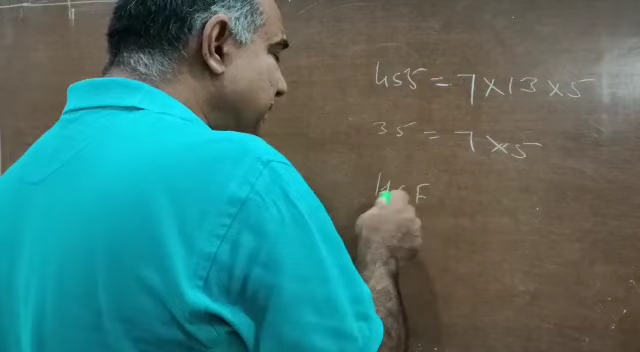 455 = 7 × 13 × 5
35 = 7 × 5
H F